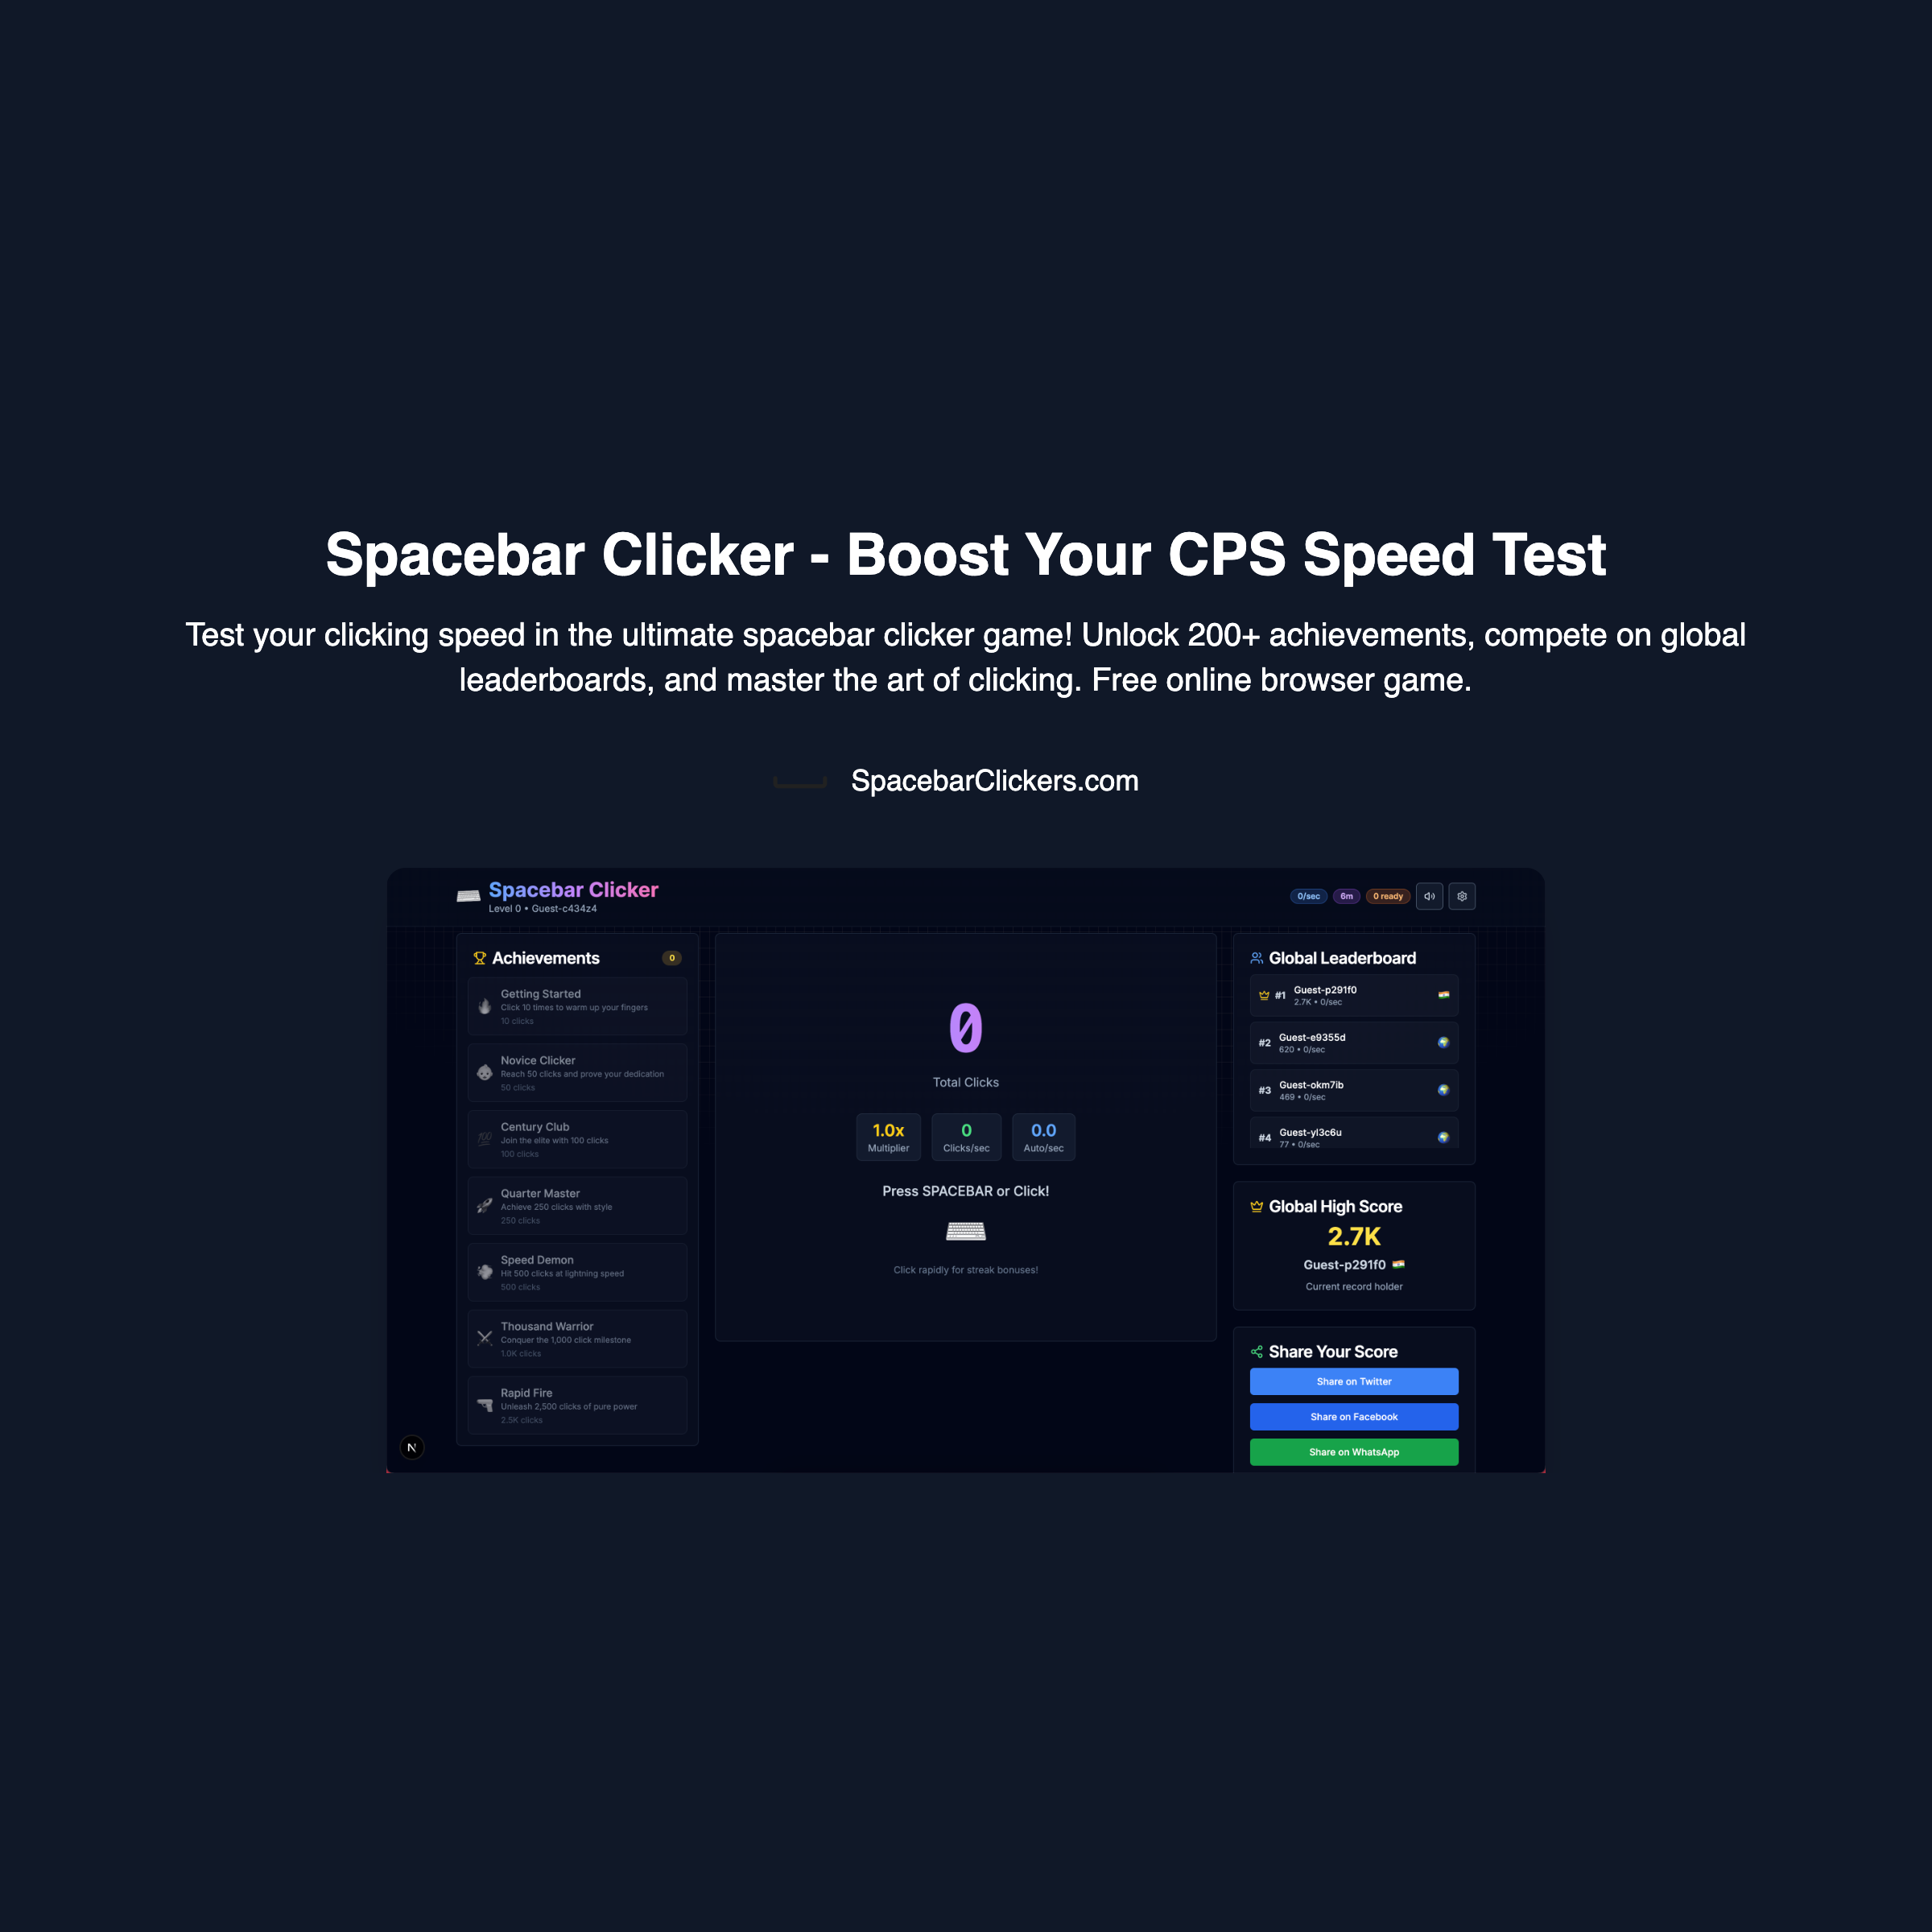 Spacebar Clicker - Boost Your CPS Speed Test
Test your clicking speed in the ultimate spacebar clicker game! Unlock 200+ achievements, compete on global
leaderboards, and master the art of clicking. Free online browser game.
SpacebarClickers.com
Spacebar Clicker
Level 0 • Guest-c434z4
0/sec
6m
0 ready
Achievements
0
Getting Started
Click 10 times to warm up your fingers
10 clicks
Novice Clicker
Reach 50 clicks and prove your dedication
50 clicks
Century Club
Join the elite with 100 clicks
100 clicks
Quarter Master
Achieve 250 clicks with style
250 clicks
Speed Demon
Hit 500 clicks at lightning speed
500 clicks
Thousand Warrior
Conquer the 1,000 click milestone
1.0K clicks
Rapid Fire
Unleash 2,500 clicks of pure power
2.5K clicks
N
0
Total Clicks
1.0x
Multiplier
0
Clicks/sec
0.0
Auto/sec
Press SPACEBAR or Click!
Click rapidly for streak bonuses!
Global Leaderboard
#1 Guest-p291f0
2.7K • 0/sec
#2 Guest-e9355d
620 • 0/sec
#3 Guest-okm7ib
469 • 0/sec
#4 Guest-yl3c6u
77 • 0/sec
Global High Score
2.7K
Guest-p291f0
Current record holder
Share Your Score
Share on Twitter
Share on Facebook
Share on WhatsApp